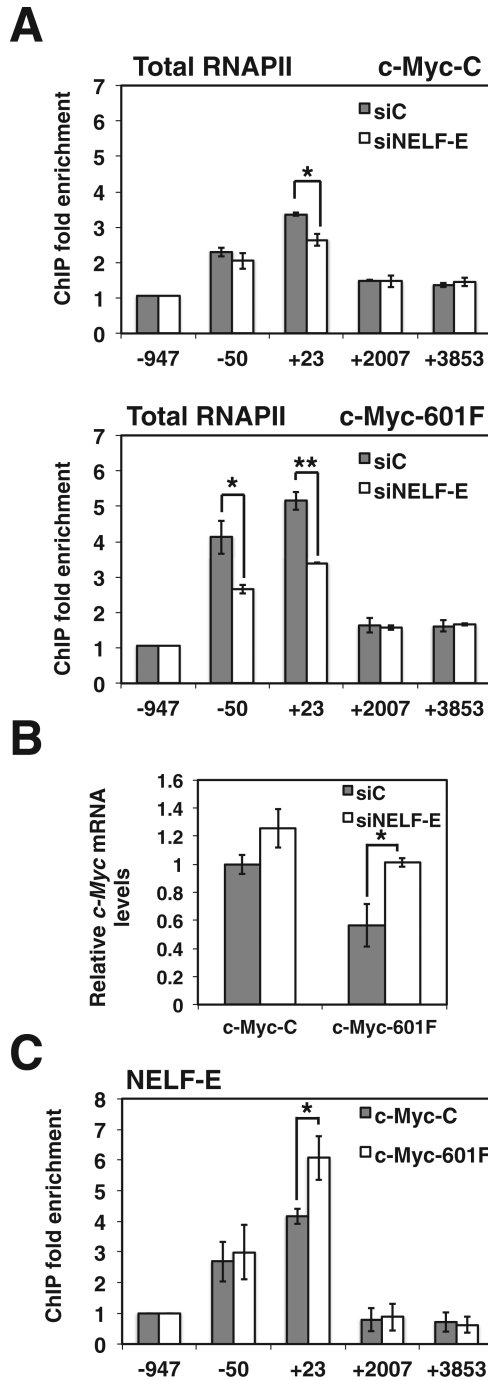 A
Total RNAPII c-Myc-C
7
6
5
4
3
2
1
0
ChIP fold enrichment
siC
siNELF-E
*
-947 -50 +23 +2007 +3853
Total RNAPII c-Myc-601F
7
6
5
4
3
2
1
0
ChIP fold enrichment
siC
siNELF-E
*
**
-947 -50 +23 +2007 +3853
B
1.6
1.4
1.2
1
0.8
0.6
0.4
0.2
0
Relative c-Myc mRNA
levels
siC
siNELF-E
*
c-Myc-C c-Myc-601F
C
NELF-E
8
7
6
5
4
3
2
1
0
ChIP fold enrichment
c-Myc-C
c-Myc-601F
*
-947 -50 +23 +2007 +3853